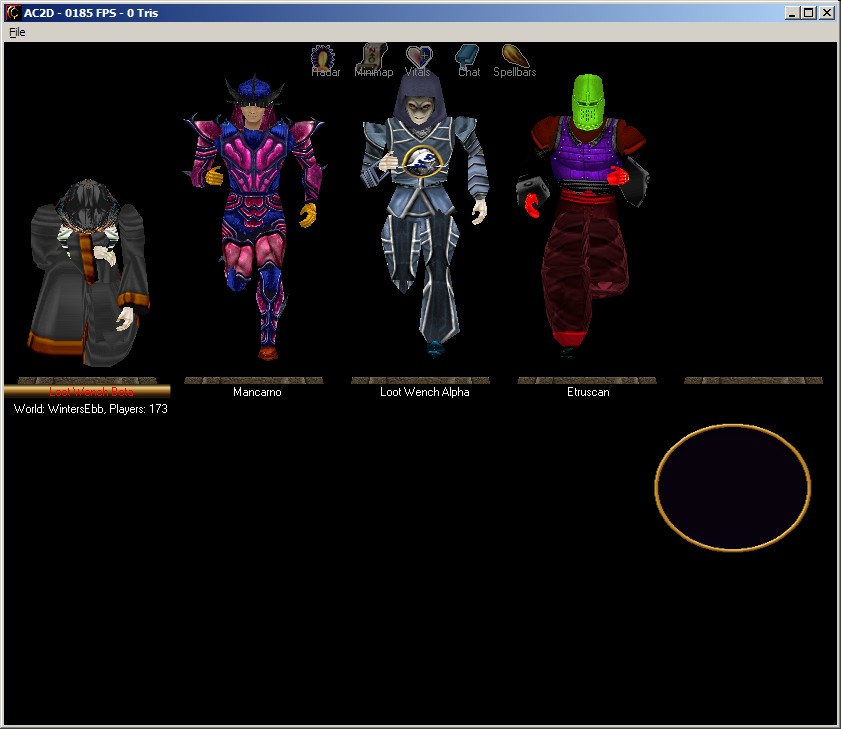 AC2D - 0185 FPS - 0 Tris
File
Radar Minimap Vitals Chat Spellbars
Loot Wench Beta Mancarno Loot Wench Alpha Etruscan
World: WintersEbb, Players: 173